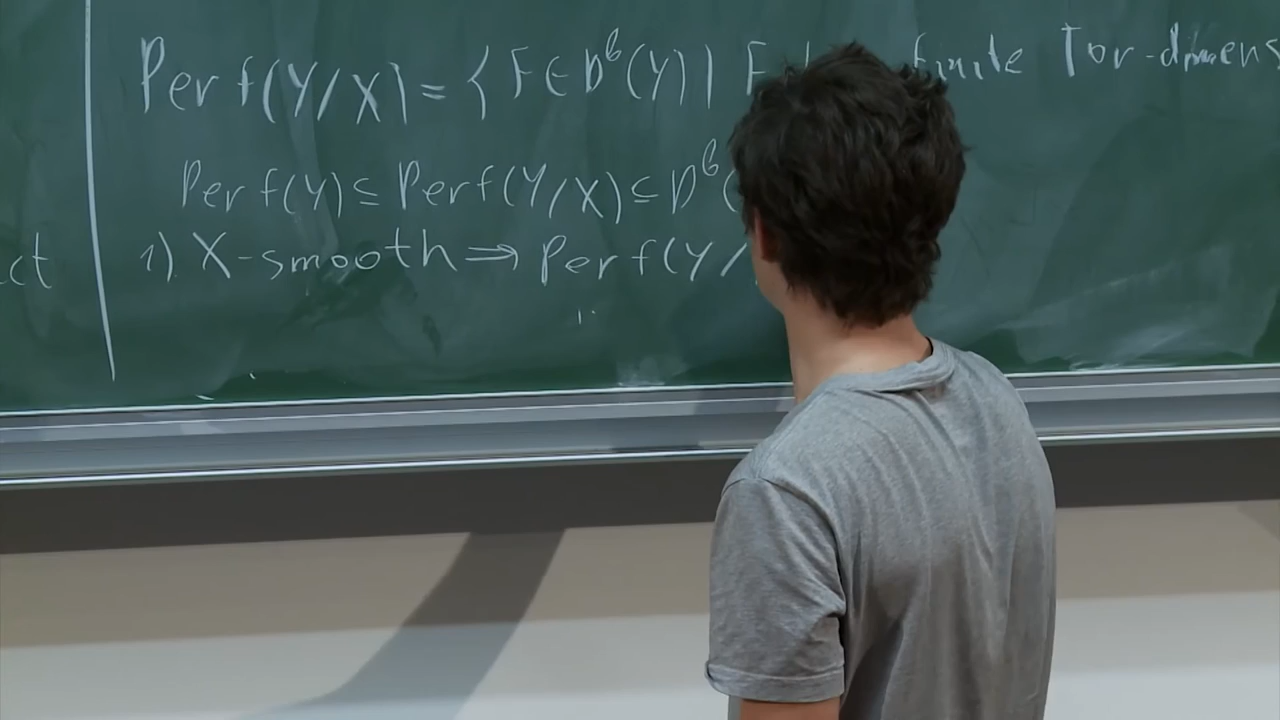 Perf(Y/X) = {F ∈ D^b(Y) | F finite Tor-dimens
Perf(Y) ⊆ Perf(Y/X) ⊆ D^b(
ct
1) X-smooth ⇒ Perf(Y/